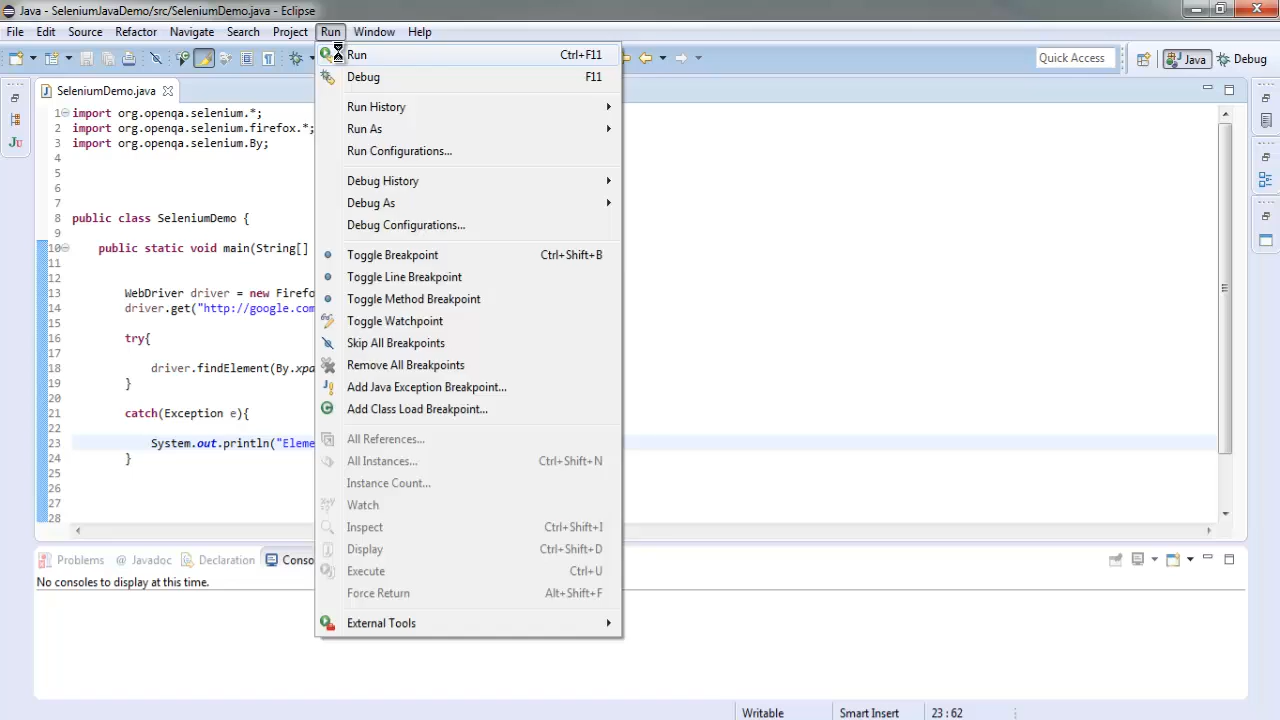 Java - SeleniumJavaDemo/src/SeleniumDemo.java - Eclipse
File Edit Source Refactor Navigate Search Project Run Window Help
Quick Access Java Debug
SeleniumDemo.java
1 import org.openqa.selenium.*;
2 import org.openqa.selenium.firefox.*;
3 import org.openqa.selenium.By;
4
5
6
7
8 public class SeleniumDemo {
9
10 public static void main(String[]
11
12
13 WebDriver driver = new Firefo
14 driver.get("http://google.com
15
16 try{
17
18 driver.findElement(By.xpa
19 }
20
21 catch(Exception e){
22
23 System.out.println("Eleme
24 }
25
26
27
28
Run Ctrl+F11
Debug F11
Run History
Run As
Run Configurations...
Debug History
Debug As
Debug Configurations...
Toggle Breakpoint Ctrl+Shift+B
Toggle Line Breakpoint
Toggle Method Breakpoint
Toggle Watchpoint
Skip All Breakpoints
Remove All Breakpoints
Add Java Exception Breakpoint...
Add Class Load Breakpoint...
All References...
All Instances... Ctrl+Shift+N
Instance Count...
Watch
Inspect Ctrl+Shift+I
Display Ctrl+Shift+D
Execute Ctrl+U
Force Return Alt+Shift+F
External Tools
Problems @ Javadoc Declaration Conso
No consoles to display at this time.
Writable Smart Insert 23 : 62